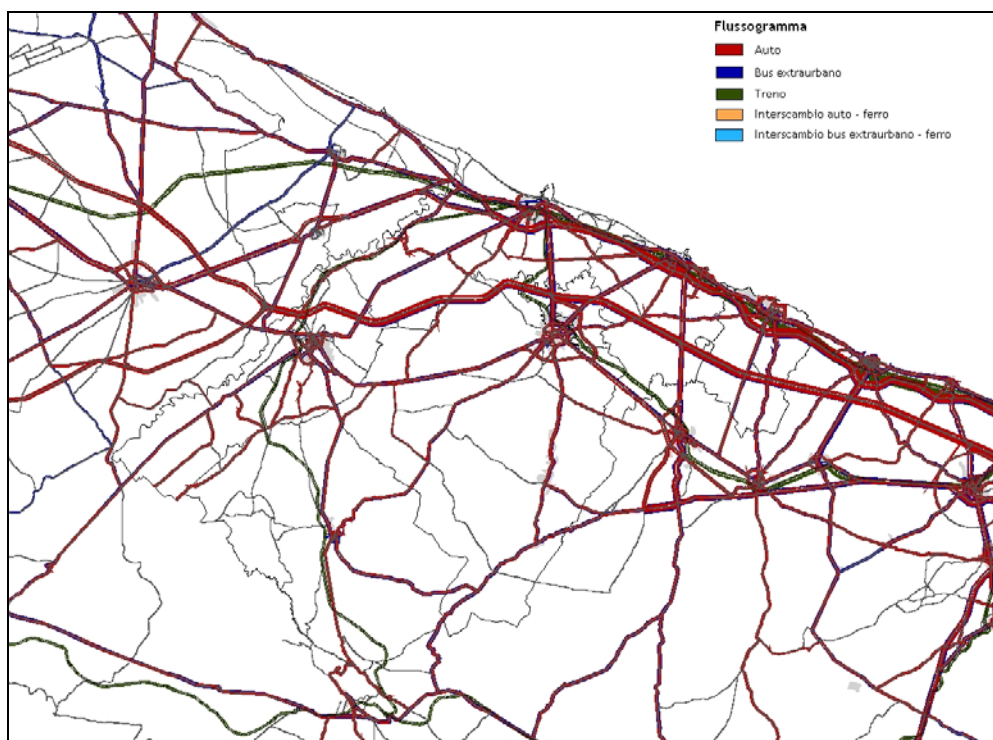 Flussogramma
Auto
Bus extraurbano
Treno
Interscambio auto - ferro
Interscambio bus extraurbano - ferro